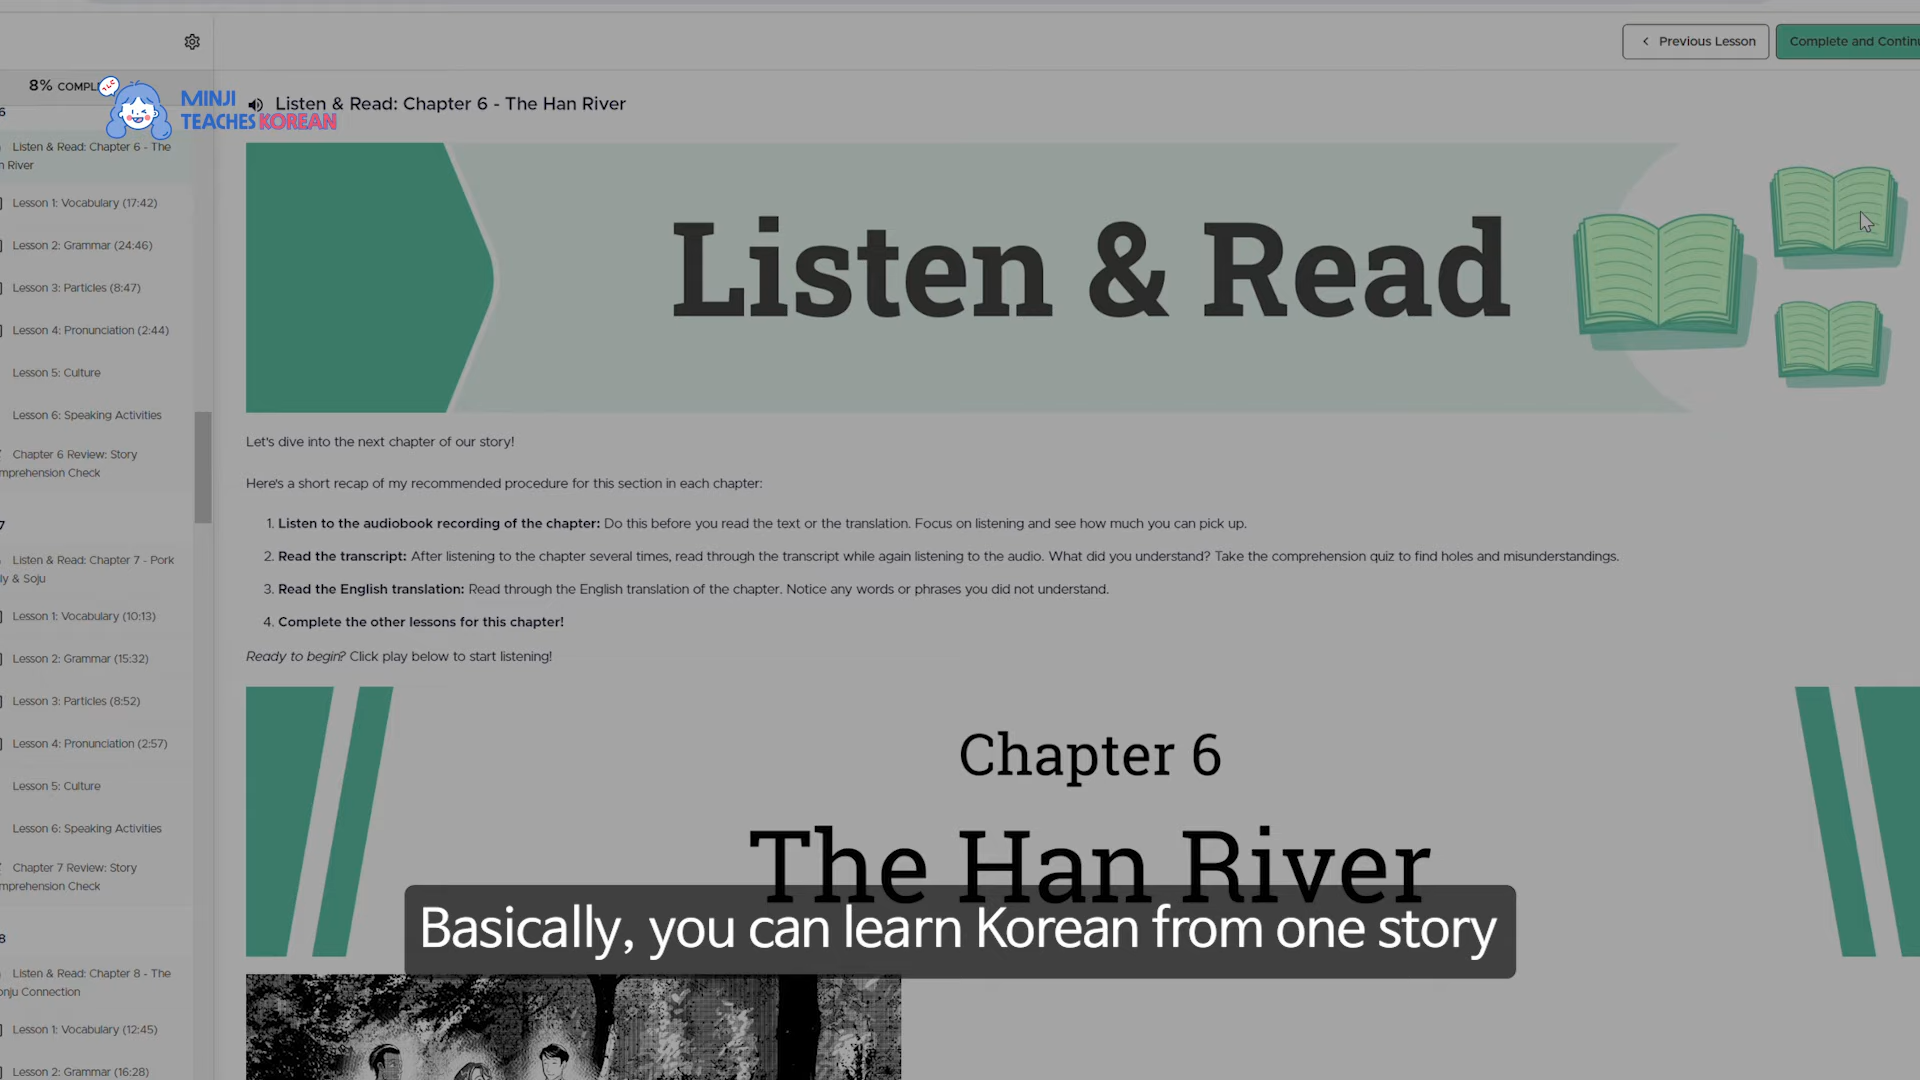 Previous Lesson
Complete and Continu
8% COMPL
TLC
MINJI
TEACHES KOREAN
Listen & Read: Chapter 6 - The Han River
6
Listen & Read: Chapter 6 - The
n River
Lesson 1: Vocabulary (17:42)
Lesson 2: Grammar (24:46)
Lesson 3: Particles (8:47)
Lesson 4: Pronunciation (2:44)
Lesson 5: Culture
Lesson 6: Speaking Activities
Chapter 6 Review: Story
mprehension Check
7
Listen & Read: Chapter 7 - Pork
ly & Soju
Lesson 1: Vocabulary (10:13)
Lesson 2: Grammar (15:32)
Lesson 3: Particles (8:52)
Lesson 4: Pronunciation (2:57)
Lesson 5: Culture
Lesson 6: Speaking Activities
Chapter 7 Review: Story
mprehension Check
8
Listen & Read: Chapter 8 - The
onju Connection
Lesson 1: Vocabulary (12:45)
Lesson 2: Grammar (16:28)
Listen & Read
Let's dive into the next chapter of our story!
Here's a short recap of my recommended procedure for this section in each chapter:
1. Listen to the audiobook recording of the chapter: Do this before you read the text or the translation. Focus on listening and see how much you can pick up.
2. Read the transcript: After listening to the chapter several times, read through the transcript while again listening to the audio. What did you understand? Take the comprehension quiz to find holes and misunderstandings.
3. Read the English translation: Read through the English translation of the chapter. Notice any words or phrases you did not understand.
4. Complete the other lessons for this chapter!
Ready to begin? Click play below to start listening!
Chapter 6
The Han River
Basically, you can learn Korean from one story